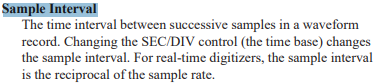 Sample Interval
The time interval between successive samples in a waveform
record. Changing the SEC/DIV control (the time base) changes
the sample interval. For real-time digitizers, the sample interval
is the reciprocal of the sample rate.